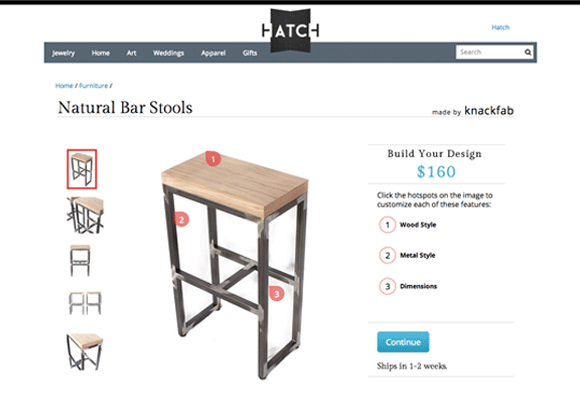 HATCH
Hatch
Jewelry Home Art Weddings Apparel Gifts Search
Home / Furniture /
Natural Bar Stools
made by knackfab
Build Your Design
$160
Click the hotspots on the image to
customize each of these features:
1 Wood Style
2 Metal Style
3 Dimensions
1
2
3
Continue
Ships in 1-2 weeks.